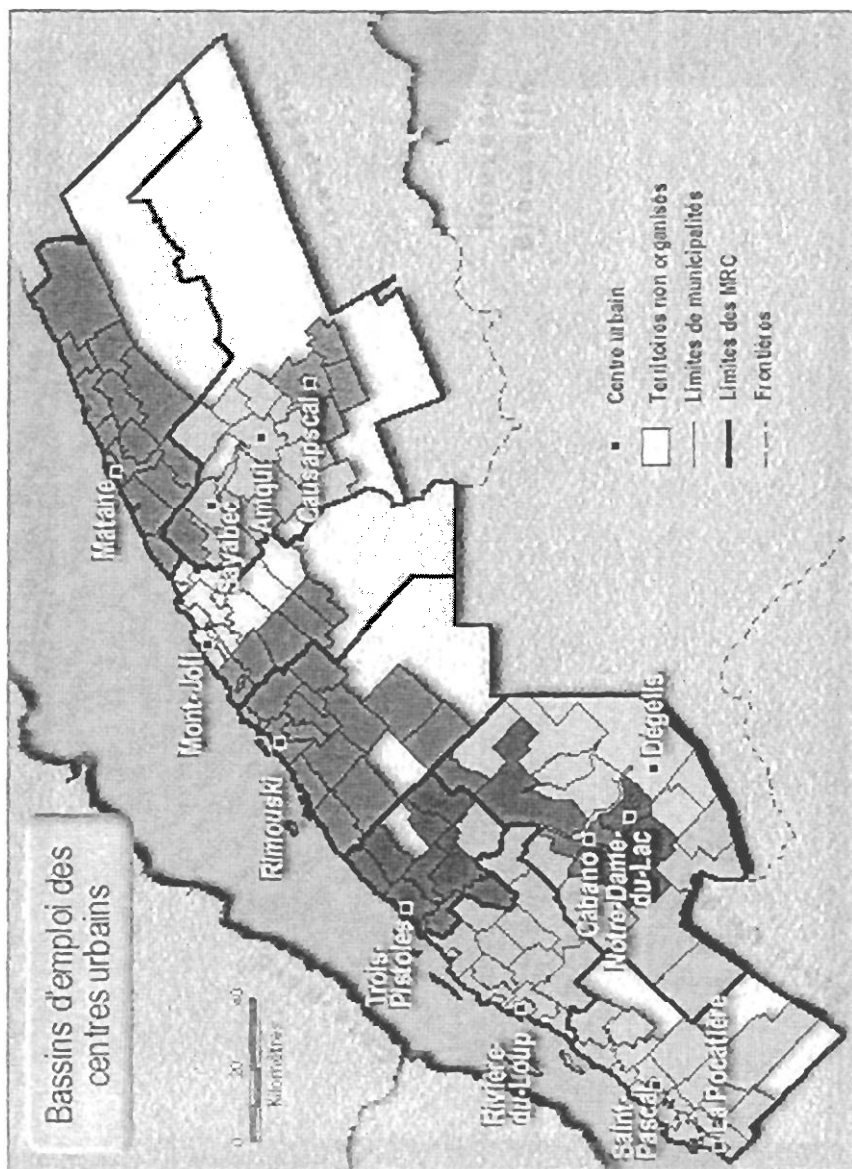 Bassins d'emploi des
centres urbains
0 20 40
Kilomètres
Matane
Sayabec
Amqui
Causapscal
Mont-Joli
Rimouski
Trois-
Pistoles
Rivière-
du-Loup
Cabano
Notre-Dame-
du-Lac
Dégelis
Saint-
Pascal
La Pocatière
Centre urbain
Territoires non organisés
Limites de municipalités
Limites des MRC
Frontières